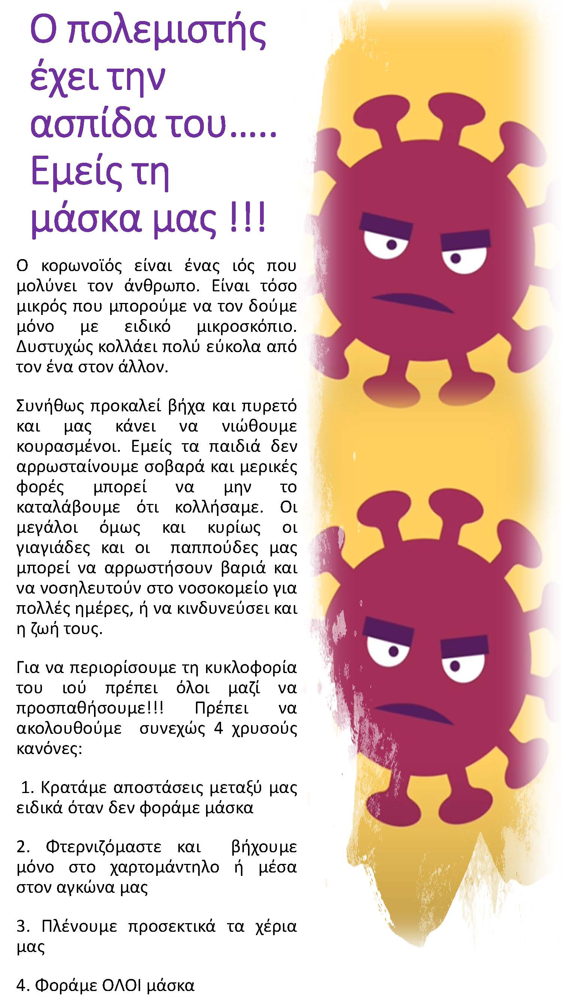 Ο πολεμιστής
έχει την
ασπίδα του.....
Εμείς τη
μάσκα μας !!!
Ο κορωνοϊός είναι ένας ιός που
μολύνει τον άνθρωπο. Είναι τόσο
μικρός που μπορούμε να τον δούμε
μόνο με ειδικό μικροσκόπιο.
Δυστυχώς κολλάει πολύ εύκολα από
τον ένα στον άλλον.
Συνήθως προκαλεί βήχα και πυρετό
και μας κάνει να νιώθουμε
κουρασμένοι. Εμείς τα παιδιά δεν
αρρωσταίνουμε σοβαρά και μερικές
φορές μπορεί να μην το
καταλάβουμε ότι κολλήσαμε. Οι
μεγάλοι όμως και κυρίως οι
γιαγιάδες και οι παππούδες μας
μπορεί να αρρωστήσουν βαριά και
να νοσηλευτούν στο νοσοκομείο για
πολλές ημέρες, ή να κινδυνεύσει και
η ζωή τους.
Για να περιορίσουμε τη κυκλοφορία
του ιού πρέπει όλοι μαζί να
προσπαθήσουμε!!! Πρέπει να
ακολουθούμε συνεχώς 4 χρυσούς
κανόνες:
1. Κρατάμε αποστάσεις μεταξύ μας
ειδικά όταν δεν φοράμε μάσκα
2. Φτερνιζόμαστε και βήχουμε
μόνο στο χαρτομάντηλο ή μέσα
στον αγκώνα μας
3. Πλένουμε προσεκτικά τα χέρια
μας
4. Φοράμε ΟΛΟΙ μάσκα